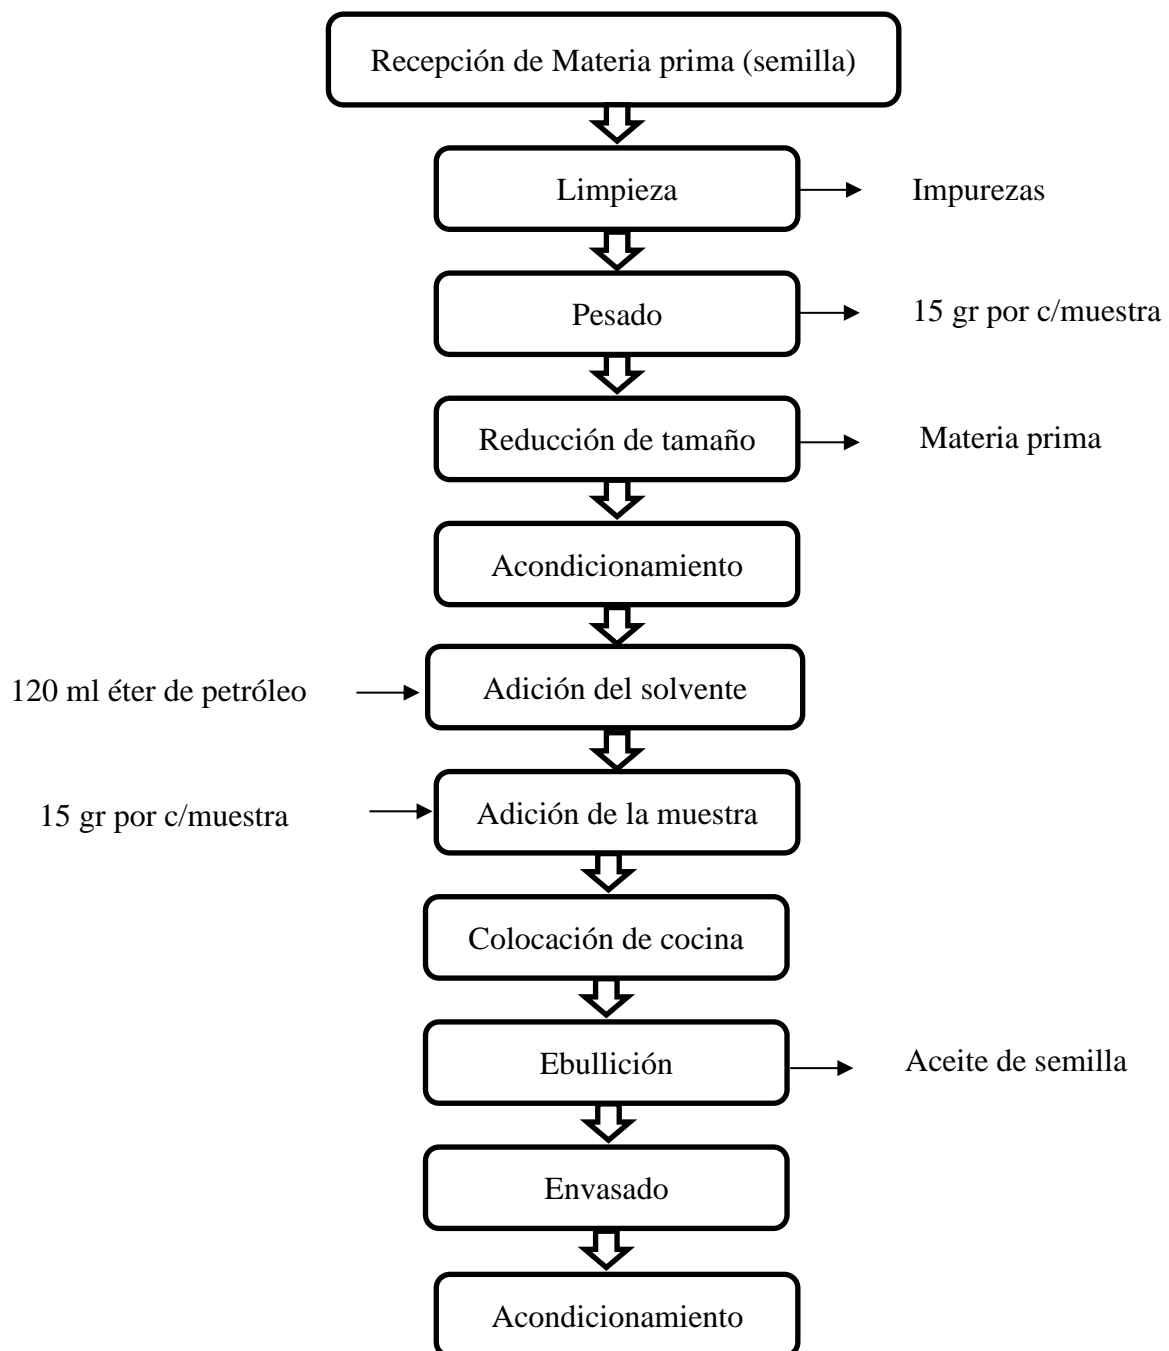 Recepción de Materia prima (semilla)
Limpieza
Impurezas
Pesado
15 gr por c/muestra
Reducción de tamaño
Materia prima
Acondicionamiento
120 ml éter de petróleo
Adición del solvente
15 gr por c/muestra
Adición de la muestra
Colocación de cocina
Ebullición
Aceite de semilla
Envasado
Acondicionamiento